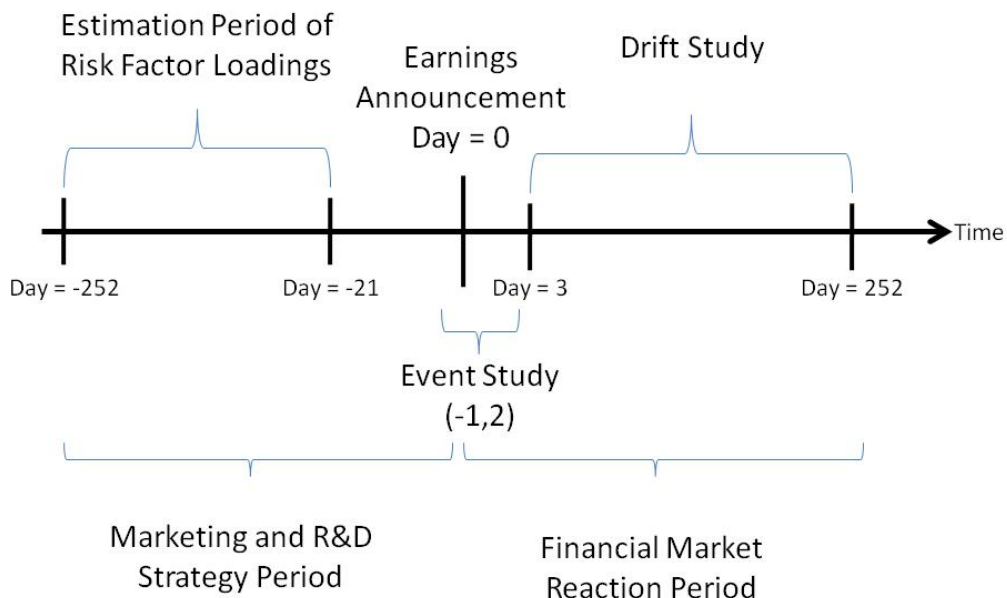 Estimation Period of
Risk Factor Loadings
Earnings
Announcement
Day = 0
Drift Study
Time
Day = -252
Day = -21
Day = 3
Day = 252
Event Study
(-1,2)
Marketing and R&D
Strategy Period
Financial Market
Reaction Period